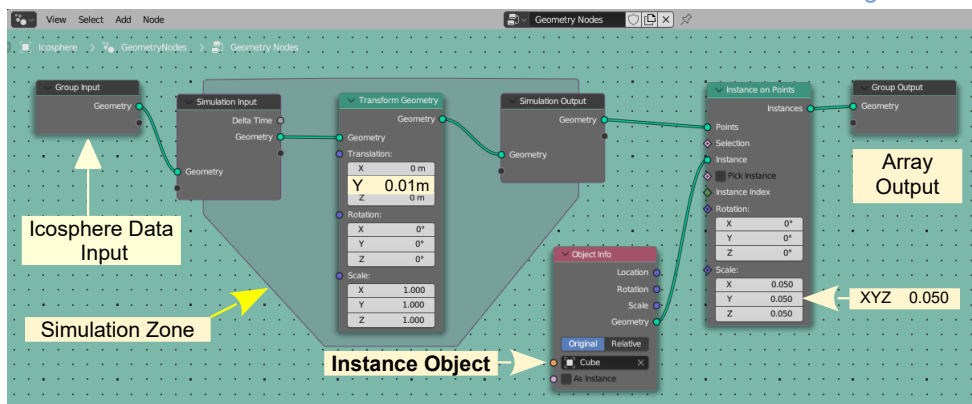 View Select Add Node
Geometry Nodes
Icosphere > GeometryNodes > Geometry Nodes
Group Input
Geometry
Simulation Input
Delta Time
Geometry
Geometry
Transform Geometry
Geometry
Geometry
Translation:
X 0 m
Y 0.01m
Z 0 m
Rotation:
X 0°
Y 0°
Z 0°
Scale:
X 1.000
Y 1.000
Z 1.000
Simulation Output
Geometry
Geometry
Instance on Points
Instances
Points
Selection
Instance
Pick Instance
Instance Index
Rotation:
X 0°
Y 0°
Z 0°
Scale:
X 0.050
Y 0.050
Z 0.050
Group Output
Geometry
Array
Output
Icosphere Data
Input
Object Info
Location
Rotation
Scale
Geometry
Original Relative
Cube
As Instance
XYZ 0.050
Simulation Zone
Instance Object